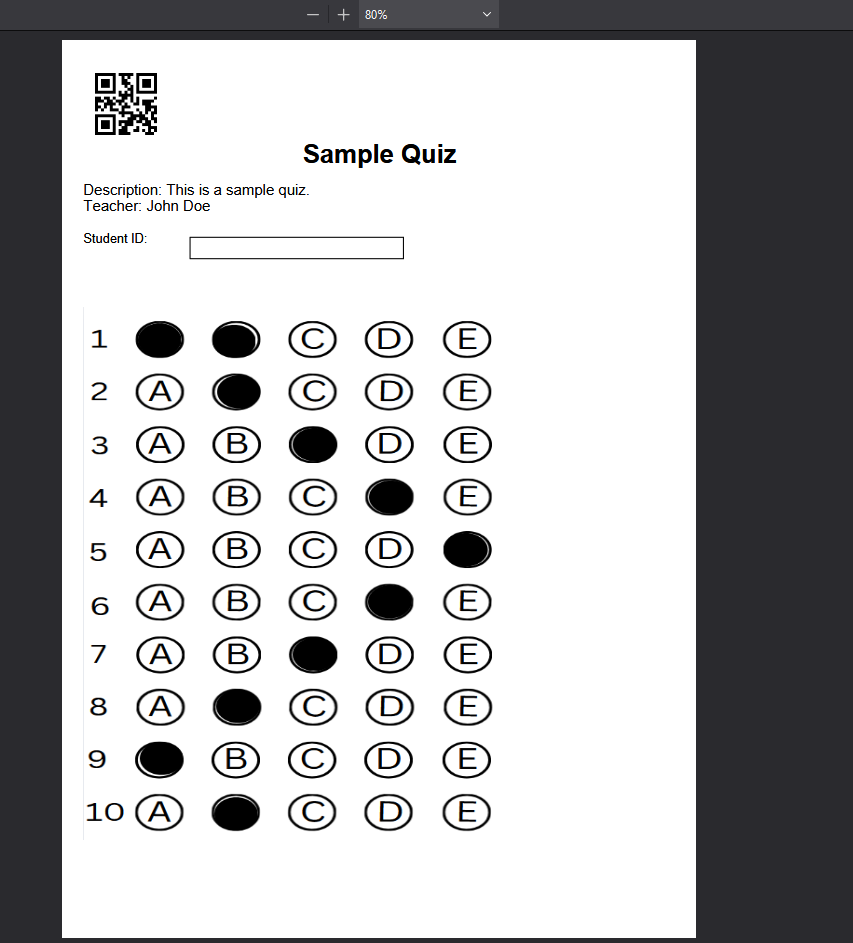 80%
Sample Quiz
Description: This is a sample quiz.
Teacher: John Doe
Student ID:
1 C D E
2 A C D E
3 A B D E
4 A B C E
5 A B C D
6 A B C E
7 A B D E
8 A C D E
9 B C D E
10 A C D E